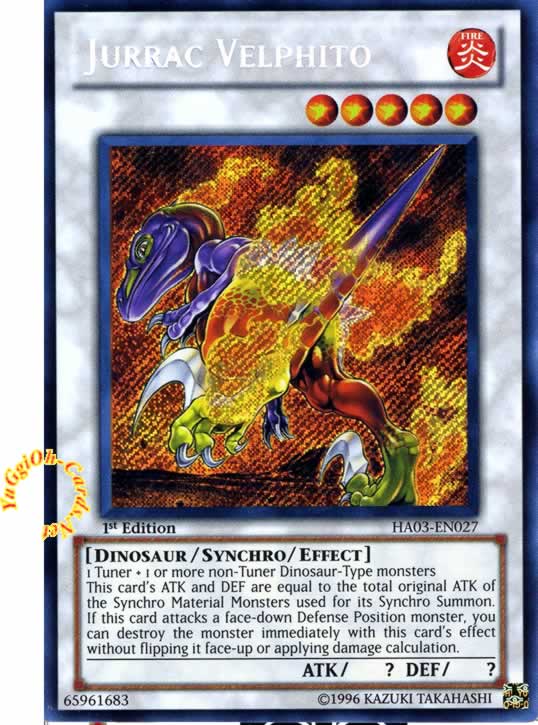 JURRAC VELPHITO
FIRE
炎
YuGgiOh-Cards.Net
1st Edition
HA03-EN027
[DINOSAUR/SYNCHRO/EFFECT]
1 Tuner + 1 or more non-Tuner Dinosaur-Type monsters
This card's ATK and DEF are equal to the total original ATK of
the Synchro Material Monsters used for its Synchro Summon.
If this card attacks a face-down Defense Position monster, you
can destroy the monster immediately with this card's effect
without flipping it face-up or applying damage calculation.
ATK/ ? DEF/ ?
65961683
©1996 KAZUKI TAKAHASHI